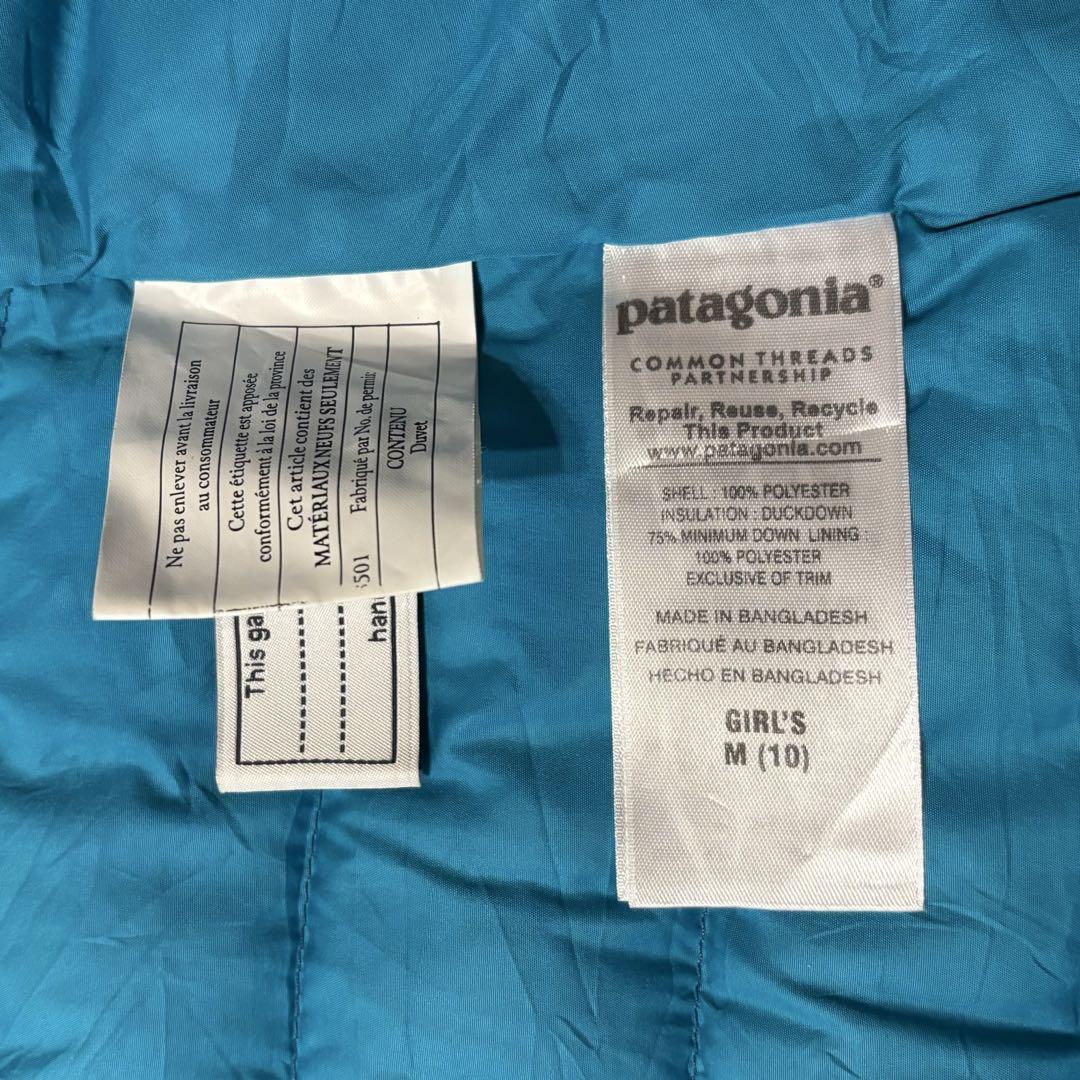 Ne pas enlever avant la livraison
au consommateur
Cette étiquette est apposée
conformément à la loi de la province
Cet article contient des
MATÉRIAUX NEUFS SEULEMENT
Fabriqué par No. de permis:
501
CONTENU
Duvet
This ga
han
patagonia®
COMMON THREADS
PARTNERSHIP
Repair, Reuse, Recycle
This Product
www.patagonia.com
SHELL : 100% POLYESTER
INSULATION : DUCKDOWN
75% MINIMUM DOWN LINING
100% POLYESTER
EXCLUSIVE OF TRIM
MADE IN BANGLADESH
FABRIQUÉ AU BANGLADESH
HECHO EN BANGLADESH
GIRL'S
M (10)